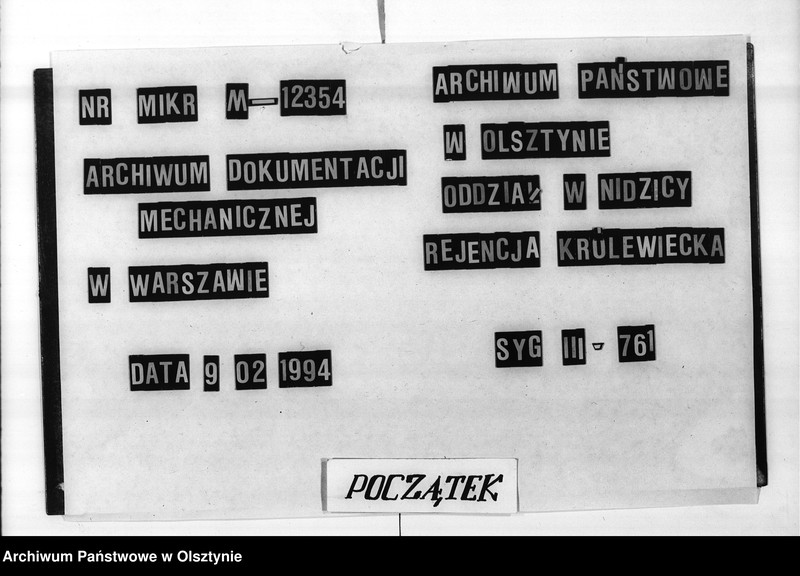 NR MIKR M-12354
ARCHIWUM DOKUMENTACJI
MECHANICZNEJ
W WARSZAWIE
DATA 9 02 1994
ARCHIWUM PAŃSTWOWE
W OLSZTYNIE
ODDZIAŁ W NIDZICY
REJENCJA KRÓLEWIECKA
SYG III-761
POCZĄTEK
Archiwum Państwowe w Olsztynie